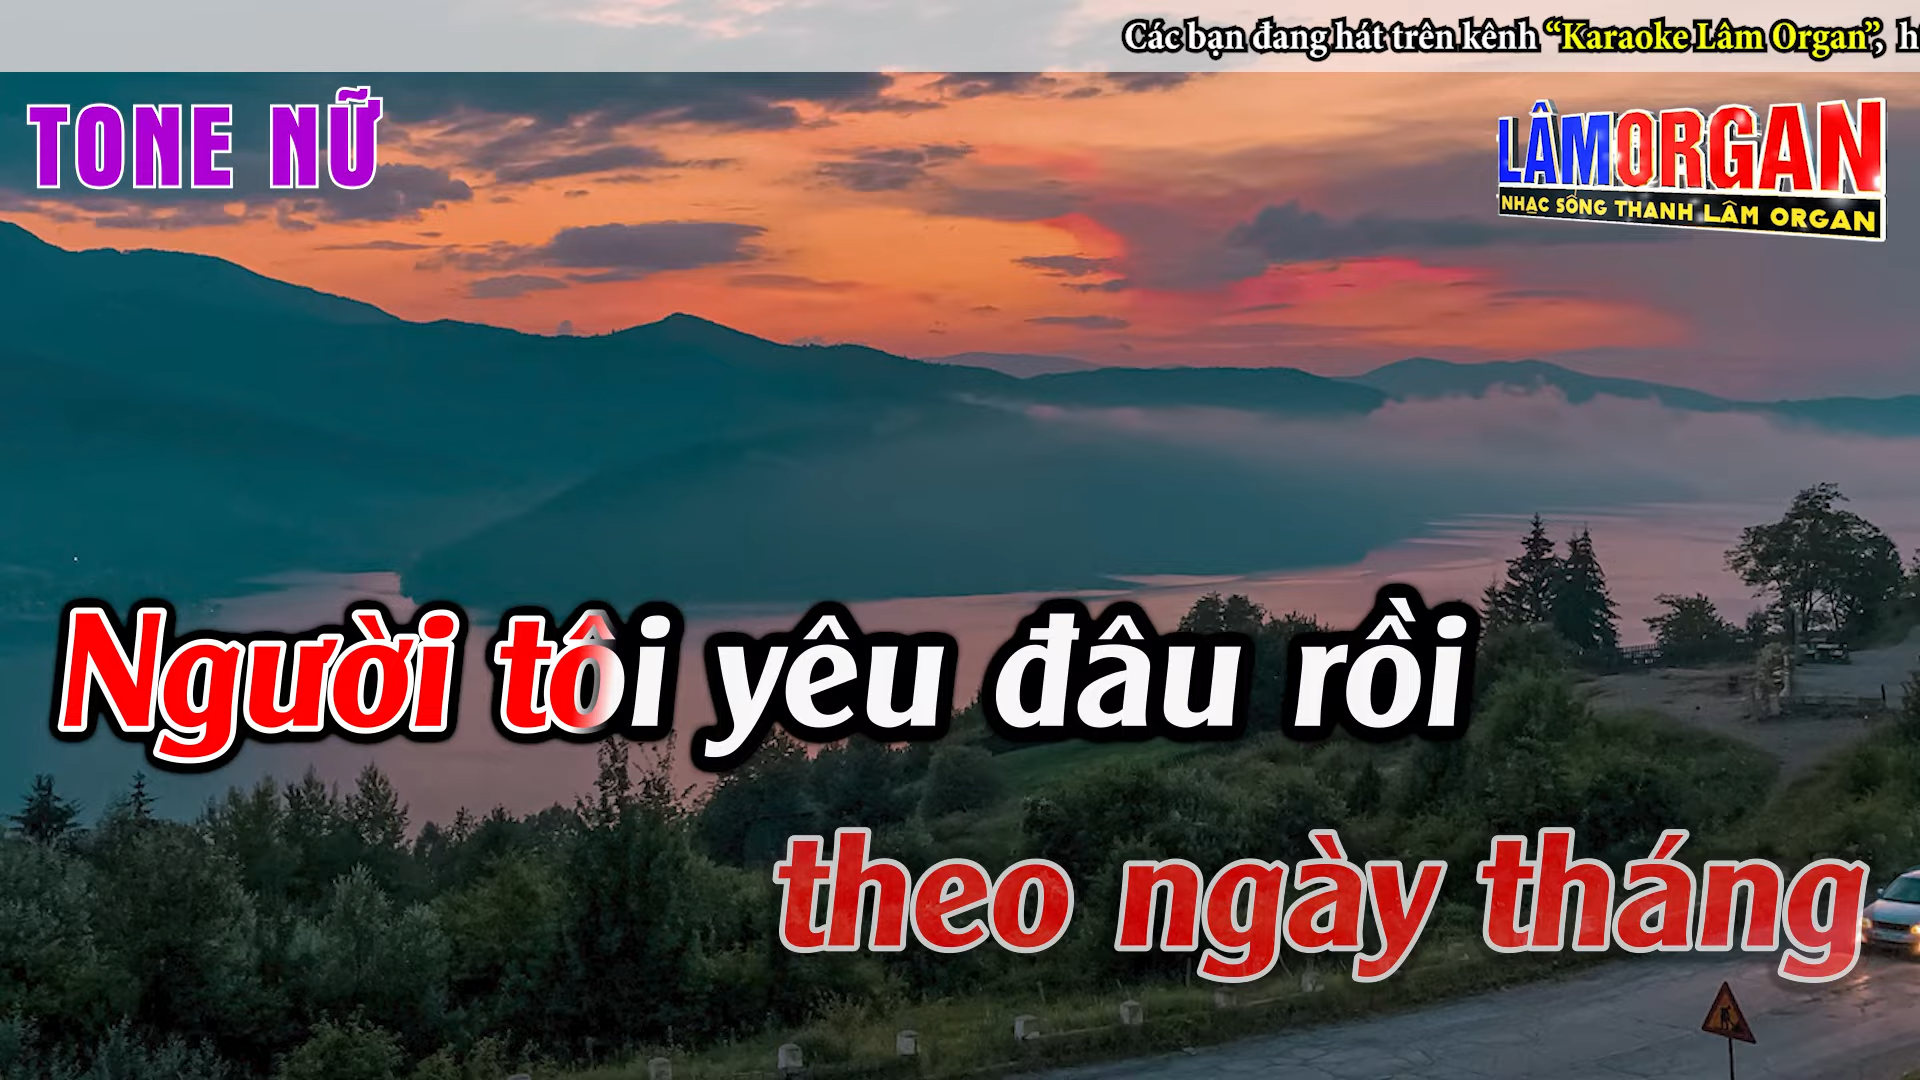 Các bạn đang hát trên kênh “Karaoke Lâm Organ”, h
TONE NỮ
LÂMORGAN
NHẠC SỐNG THANH LÂM ORGAN
Người tôi yêu đâu rồi
theo ngày tháng